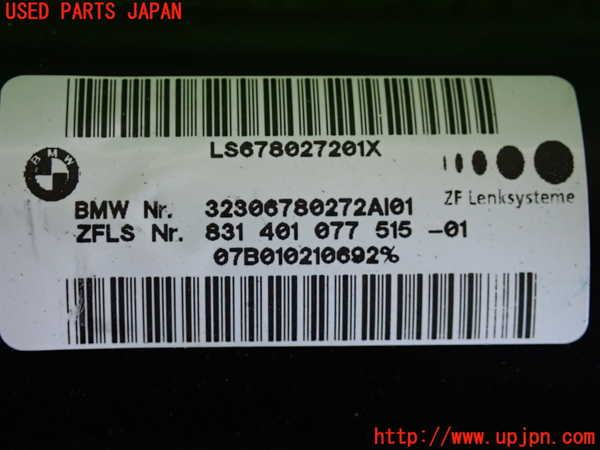 USED PARTS JAPAN
LS678027201X
BMW
ZF Lenksysteme
BMW Nr. 32306780272AI01
ZFLS Nr. 831 401 077 515 -01
07B010210692%
http://www.upjpn.com/